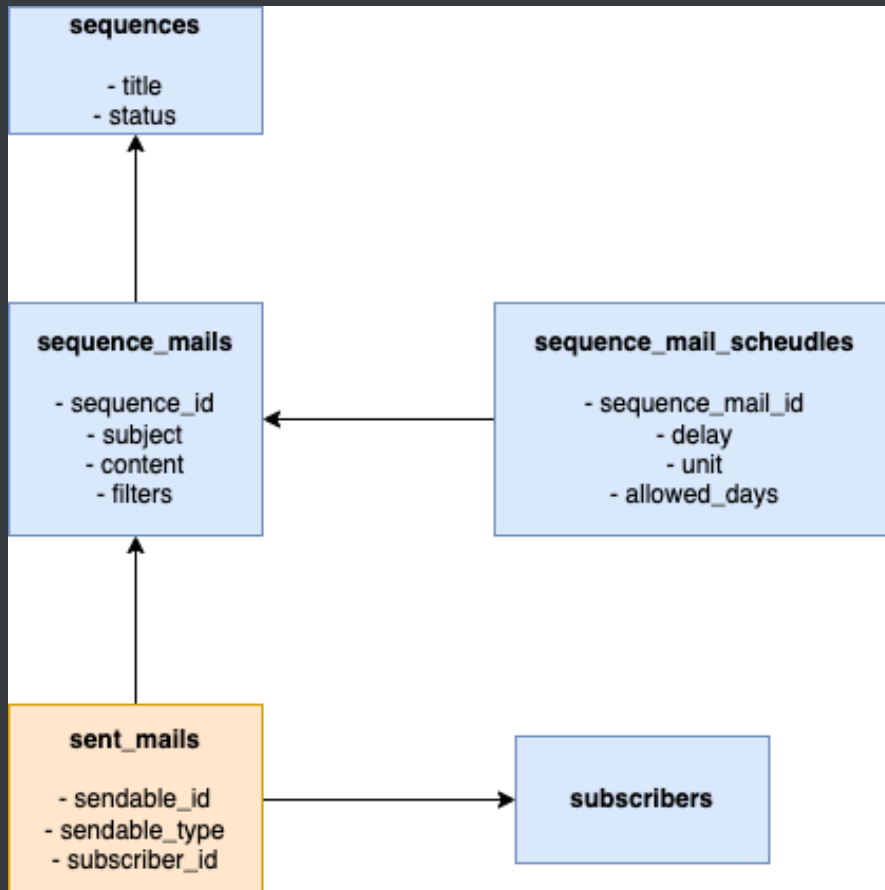 sequences
- title
- status
sequence_mails
- sequence_id
- subject
- content
- filters
sequence_mail_scheudles
- sequence_mail_id
- delay
- unit
- allowed_days
sent_mails
- sendable_id
- sendable_type
- subscriber_id
subscribers